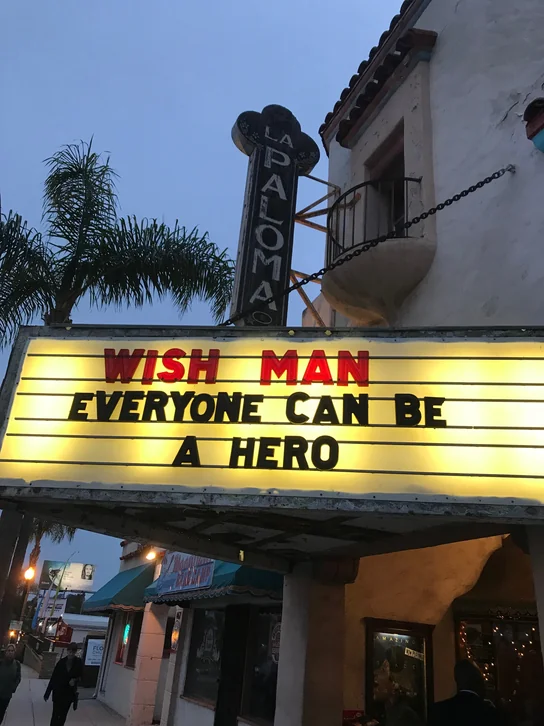 LA
PALOMA
WISH MAN
EVERYONE CAN BE
A HERO